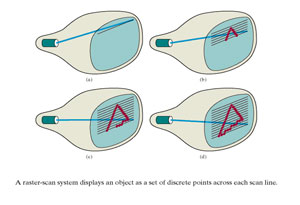 (a)
(b)
(c)
(d)
A raster-scan system displays an object as a set of discrete points across each scan line.